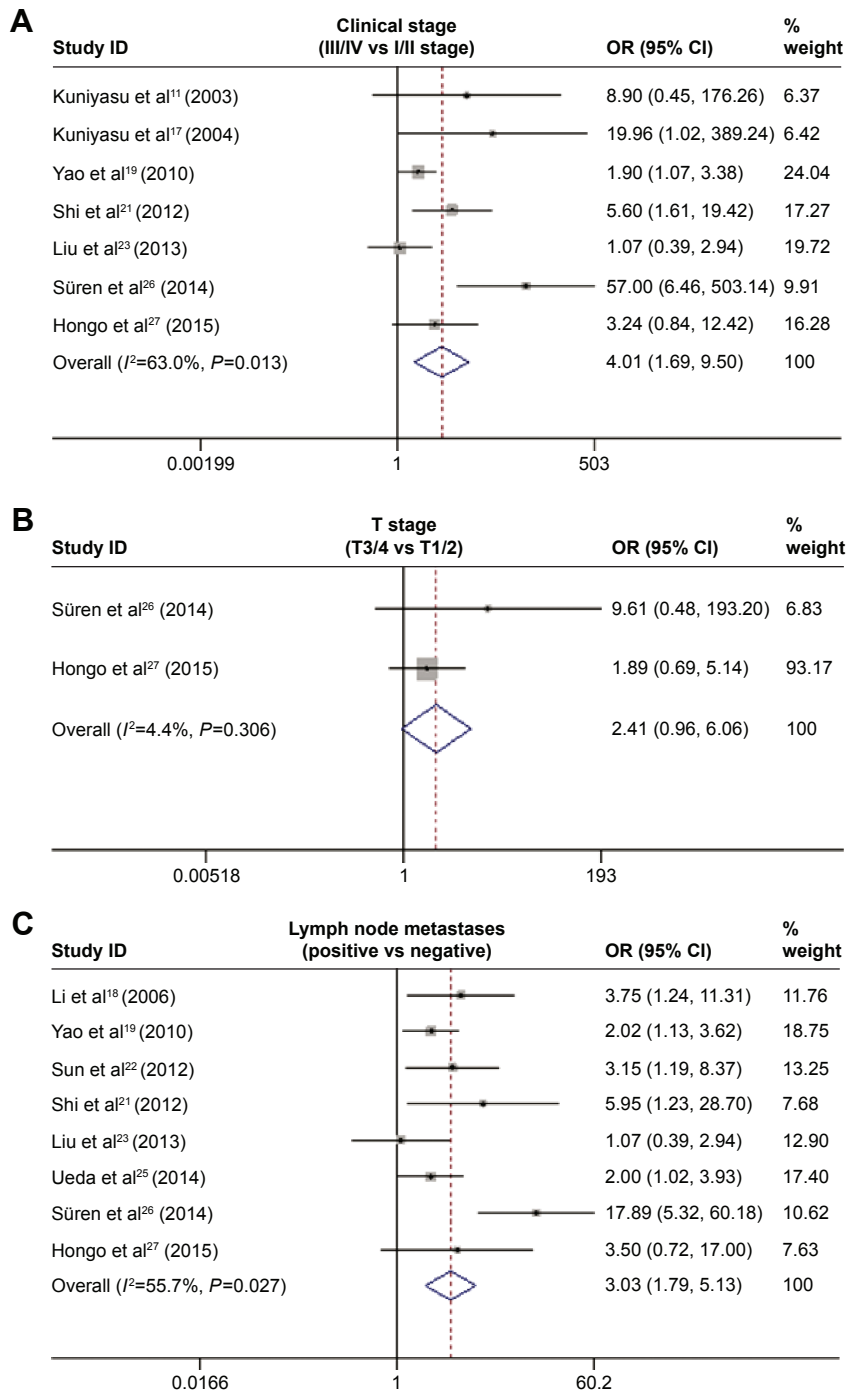 A
Clinical stage
(III/IV vs I/II stage)
Study ID OR (95% CI) % weight
Kuniyasu et al11 (2003) 8.90 (0.45, 176.26) 6.37
Kuniyasu et al17 (2004) 19.96 (1.02, 389.24) 6.42
Yao et al19 (2010) 1.90 (1.07, 3.38) 24.04
Shi et al21 (2012) 5.60 (1.61, 19.42) 17.27
Liu et al23 (2013) 1.07 (0.39, 2.94) 19.72
Süren et al26 (2014) 57.00 (6.46, 503.14) 9.91
Hongo et al27 (2015) 3.24 (0.84, 12.42) 16.28
Overall (I2=63.0%, P=0.013) 4.01 (1.69, 9.50) 100
0.00199 1 503
B
T stage
(T3/4 vs T1/2)
Study ID OR (95% CI) % weight
Süren et al26 (2014) 9.61 (0.48, 193.20) 6.83
Hongo et al27 (2015) 1.89 (0.69, 5.14) 93.17
Overall (I2=4.4%, P=0.306) 2.41 (0.96, 6.06) 100
0.00518 1 193
C
Lymph node metastases
(positive vs negative)
Study ID OR (95% CI) % weight
Li et al18 (2006) 3.75 (1.24, 11.31) 11.76
Yao et al19 (2010) 2.02 (1.13, 3.62) 18.75
Sun et al22 (2012) 3.15 (1.19, 8.37) 13.25
Shi et al21 (2012) 5.95 (1.23, 28.70) 7.68
Liu et al23 (2013) 1.07 (0.39, 2.94) 12.90
Ueda et al25 (2014) 2.00 (1.02, 3.93) 17.40
Süren et al26 (2014) 17.89 (5.32, 60.18) 10.62
Hongo et al27 (2015) 3.50 (0.72, 17.00) 7.63
Overall (I2=55.7%, P=0.027) 3.03 (1.79, 5.13) 100
0.0166 1 60.2